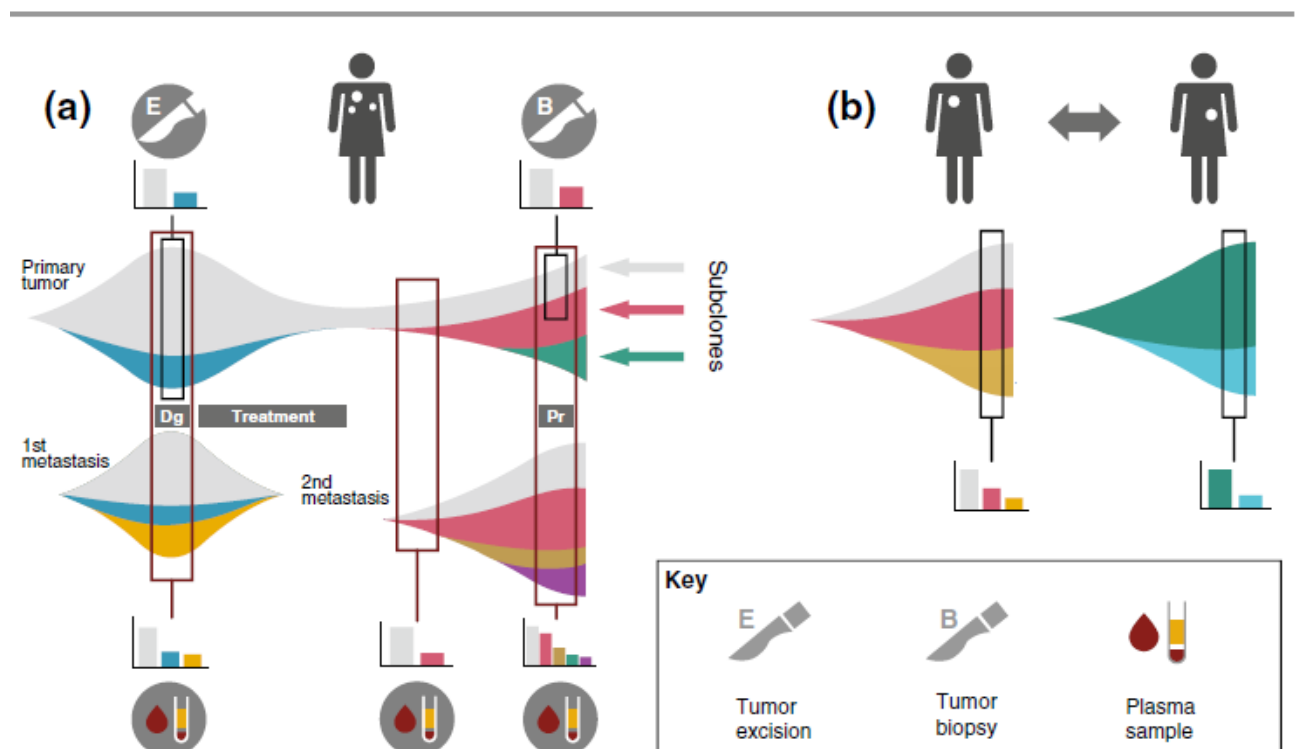 (a)
E
B
(b)
Primary
tumor
Subclones
Dg
Treatment
Pr
1st
metastasis
2nd
metastasis
Key
E
B
Tumor
excision
Tumor
biopsy
Plasma
sample